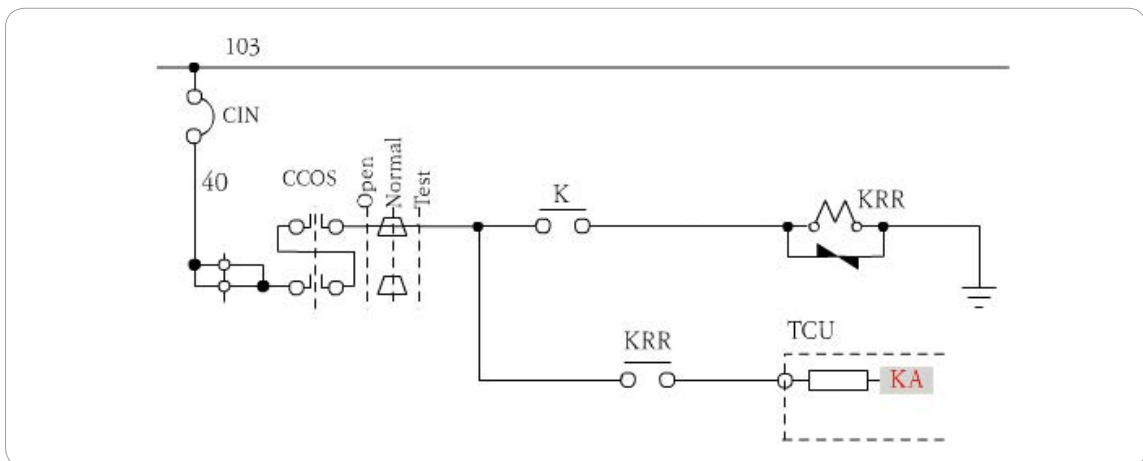 103
CIN
40
CCOS
Open
Normal
Test
K
KRR
KRR
TCU
KA